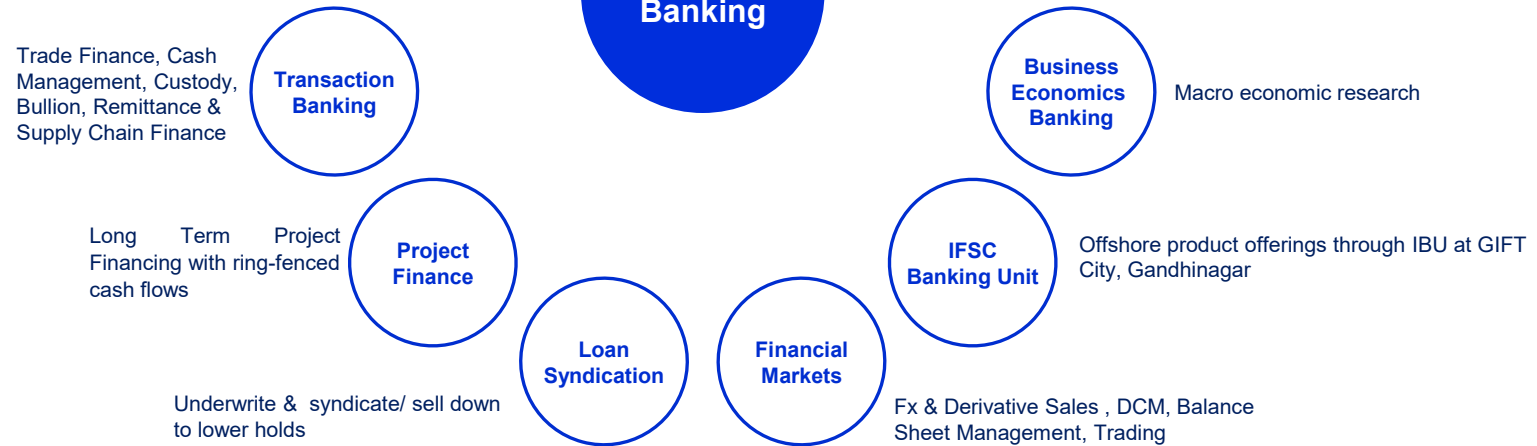 Banking
Trade Finance, Cash
Management, Custody,
Bullion, Remittance &
Supply Chain Finance
Transaction
Banking
Business
Economics
Banking
Macro economic research
Long Term Project
Financing with ring-fenced
cash flows
Project
Finance
IFSC
Banking Unit
Offshore product offerings through IBU at GIFT
City, Gandhinagar
Loan
Syndication
Financial
Markets
Underwrite & syndicate/ sell down
to lower holds
Fx & Derivative Sales , DCM, Balance
Sheet Management, Trading